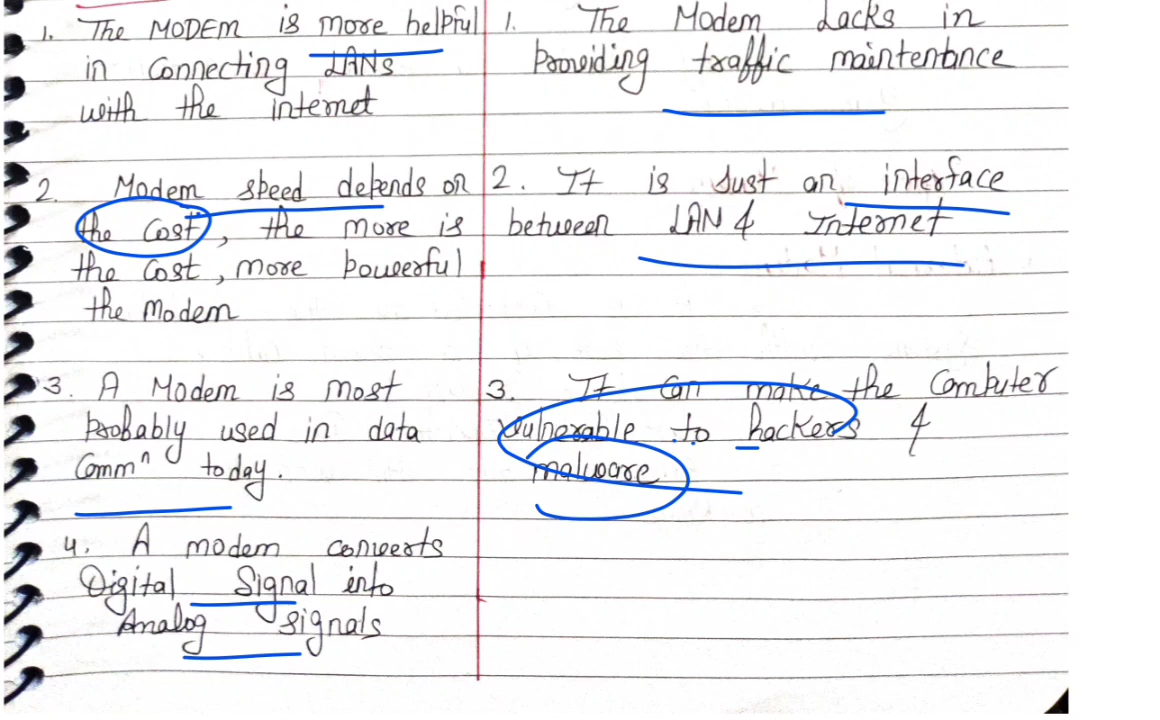 1. The MODEM is more helpful
in Connecting LANs
with the internet
2. Modem speed depends on
the Cost, the more is
the Cost, more powerful
the Modem
3. A Modem is most
Probably used in data
Commⁿ today.
4. A modem converts
Digital Signal into
Analog signals
1. The Modem Lacks in
Providing traffic maintentance
2. It is Just an interface
between LAN & Internet
3. It can make the Computer
vulnerable to hackers &
malware